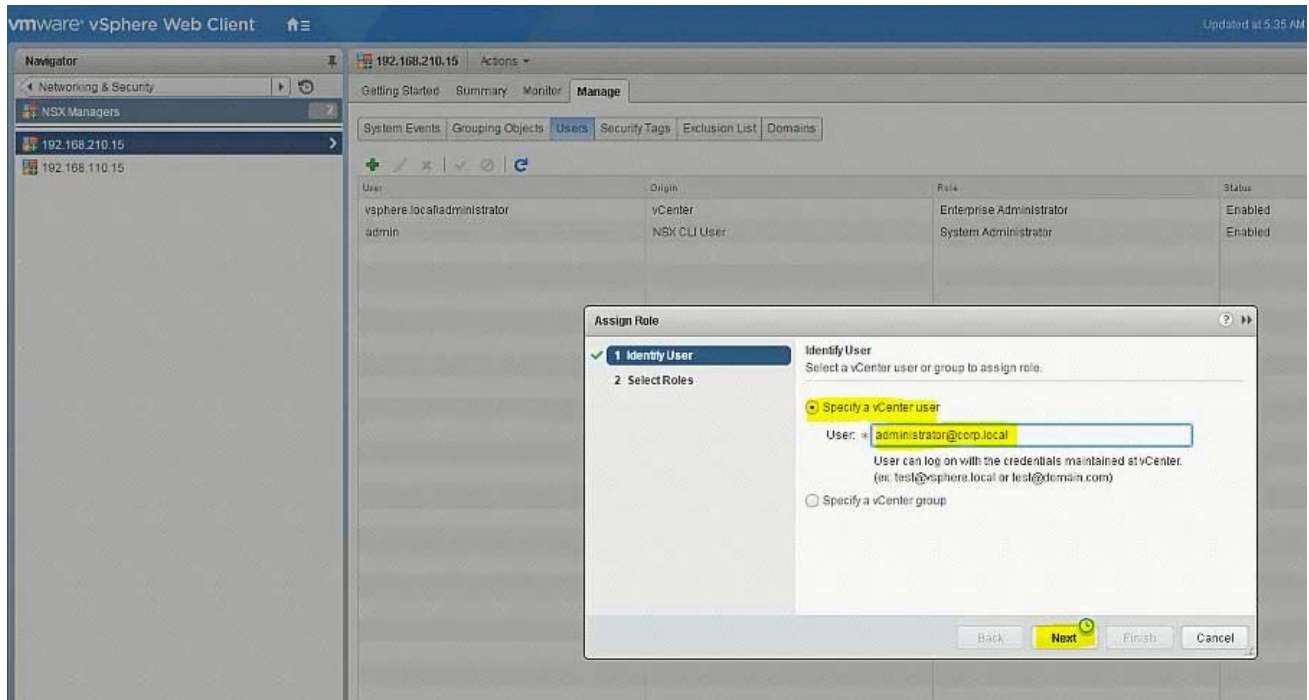 vmware® vSphere Web Client
Updated at 5:35 AM
Navigator
Networking & Security
NSX Managers 2
192.168.210.15
192.168.110.15
192.168.210.15 Actions
Getting Started Summary Monitor Manage
System Events Grouping Objects Users Security Tags Exclusion List Domains
User Origin Role Status
vsphere.local\administrator vCenter Enterprise Administrator Enabled
admin NSX CLI User System Administrator Enabled
Assign Role
1 Identify User
2 Select Roles
Identify User
Select a vCenter user or group to assign role.
Specify a vCenter user
User: * administrator@corp.local
User can log on with the credentials maintained at vCenter.
(ex: test@vsphere.local or test@domain.com)
Specify a vCenter group
Back Next Finish Cancel